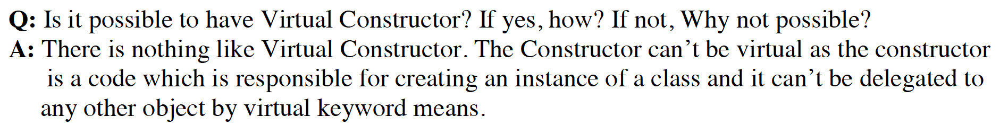 Q: Is it possible to have Virtual Constructor? If yes, how? If not, Why not possible?
A: There is nothing like Virtual Constructor. The Constructor can’t be virtual as the constructor
is a code which is responsible for creating an instance of a class and it can’t be delegated to
any other object by virtual keyword means.